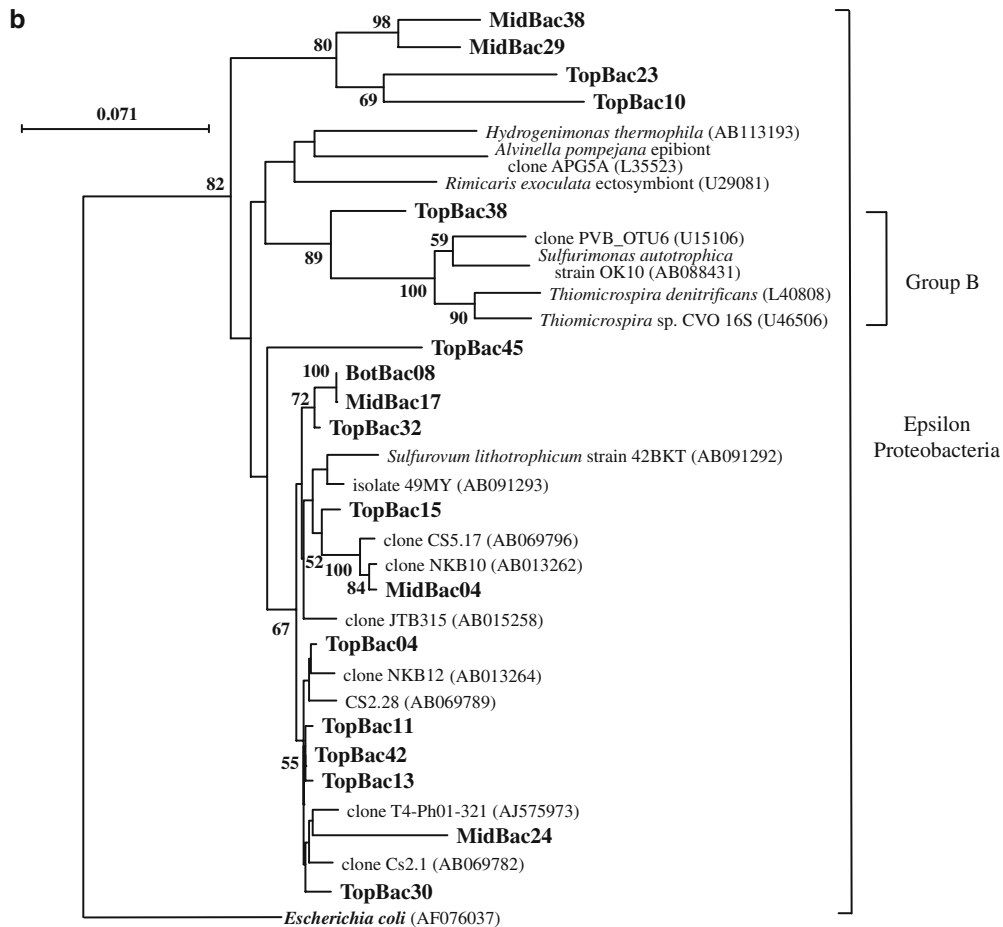 b
98
MidBac38
MidBac29
80
TopBac23
69
TopBac10
0.071
Hydrogenimonas thermophila (AB113193)
Alvinella pompejana epibiont
clone APG5A (L35523)
82
Rimicaris exoculata ectosymbiont (U29081)
TopBac38
59
clone PVB_OTU6 (U15106)
89
Sulfurimonas autotrophica
strain OK10 (AB088431)
100
Thiomicrospira denitrificans (L40808)
90
Thiomicrospira sp. CVO 16S (U46506)
Group B
TopBac45
100
BotBac08
72
MidBac17
TopBac32
Epsilon
Proteobacteria
Sulfurovum lithotrophicum strain 42BKT (AB091292)
isolate 49MY (AB091293)
TopBac15
clone CS5.17 (AB069796)
52
100
clone NKB10 (AB013262)
84
MidBac04
clone JTB315 (AB015258)
67
TopBac04
clone NKB12 (AB013264)
CS2.28 (AB069789)
TopBac11
TopBac42
55
TopBac13
clone T4-Ph01-321 (AJ575973)
MidBac24
clone Cs2.1 (AB069782)
TopBac30
Escherichia coli (AF076037)